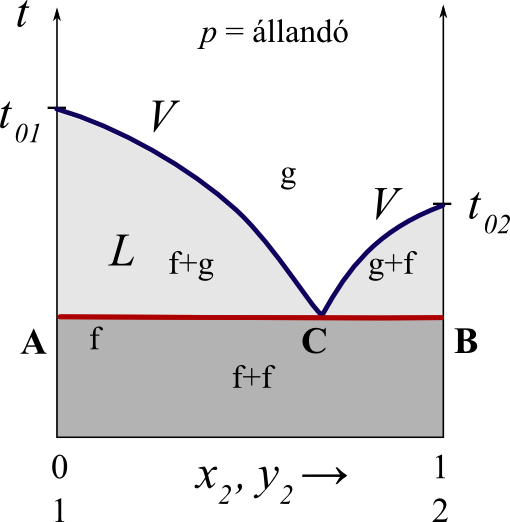 t
p = állandó
t01
V
g
V
t02
L
f+g
g+f
A
f
C
B
f+f
0
x2, y2 →
1
1
2